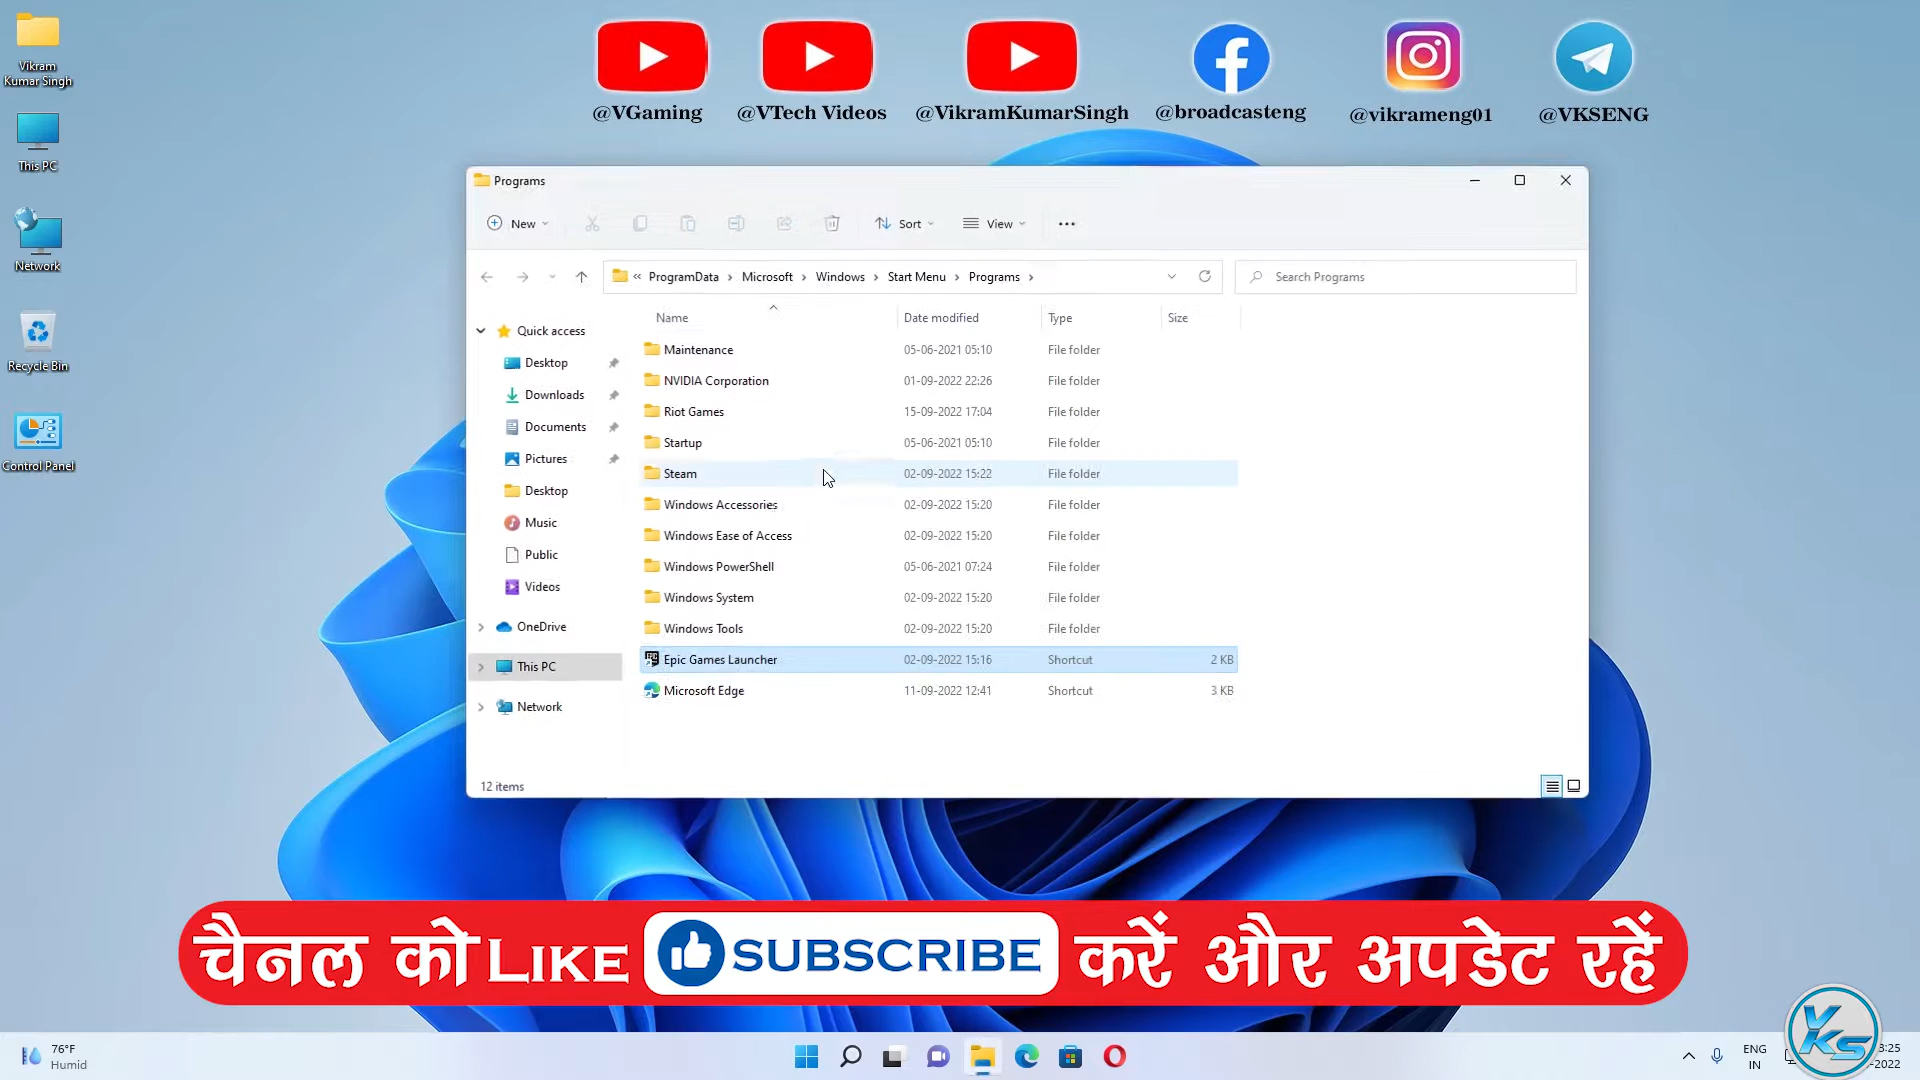 Vikram
Kumar Singh
This PC
Network
Recycle Bin
Control Panel
@VGaming
@VTech Videos
@VikramKumarSingh
@broadcasteng
@vikrameng01
@VKSENG
Programs
New
Sort
View
« ProgramData > Microsoft > Windows > Start Menu > Programs >
Search Programs
Quick access
Desktop
Downloads
Documents
Pictures
Desktop
Music
Public
Videos
OneDrive
This PC
Network
Name Date modified Type Size
Maintenance 05-06-2021 05:10 File folder
NVIDIA Corporation 01-09-2022 22:26 File folder
Riot Games 15-09-2022 17:04 File folder
Startup 05-06-2021 05:10 File folder
Steam 02-09-2022 15:22 File folder
Windows Accessories 02-09-2022 15:20 File folder
Windows Ease of Access 02-09-2022 15:20 File folder
Windows PowerShell 05-06-2021 07:24 File folder
Windows System 02-09-2022 15:20 File folder
Windows Tools 02-09-2022 15:20 File folder
Epic Games Launcher 02-09-2022 15:16 Shortcut 2 KB
Microsoft Edge 11-09-2022 12:41 Shortcut 3 KB
12 items
चैनल को LIKE SUBSCRIBE करें और अपडेट रहें
76°F
Humid
ENG
IN
3:25
-2022
VKS